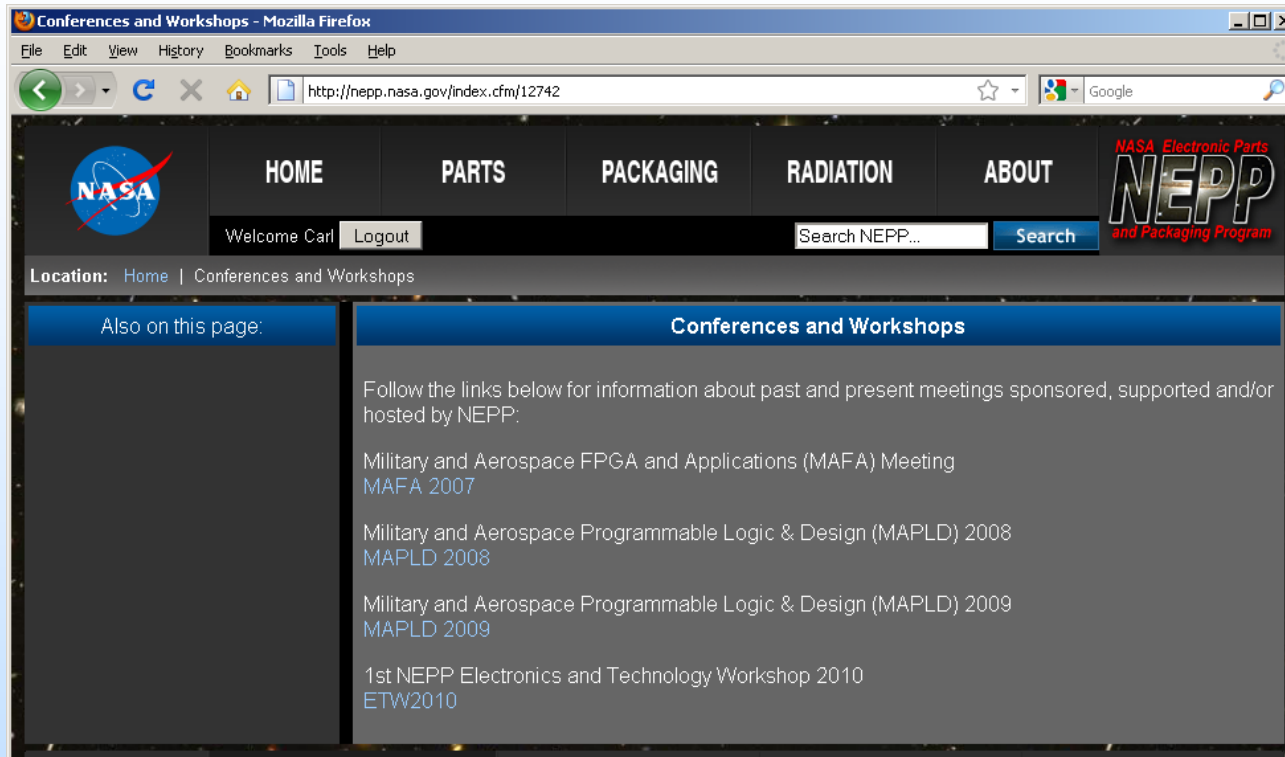 Conferences and Workshops - Mozilla Firefox
File Edit View History Bookmarks Tools Help
http://nepp.nasa.gov/index.cfm/12742
Google
NASA
HOME PARTS PACKAGING RADIATION ABOUT
NASA Electronic Parts
NEPP
and Packaging Program
Welcome Carl Logout Search NEPP... Search
Location: Home | Conferences and Workshops
Also on this page:
Conferences and Workshops
Follow the links below for information about past and present meetings sponsored, supported and/or
hosted by NEPP:
Military and Aerospace FPGA and Applications (MAFA) Meeting
MAFA 2007
Military and Aerospace Programmable Logic & Design (MAPLD) 2008
MAPLD 2008
Military and Aerospace Programmable Logic & Design (MAPLD) 2009
MAPLD 2009
1st NEPP Electronics and Technology Workshop 2010
ETW2010